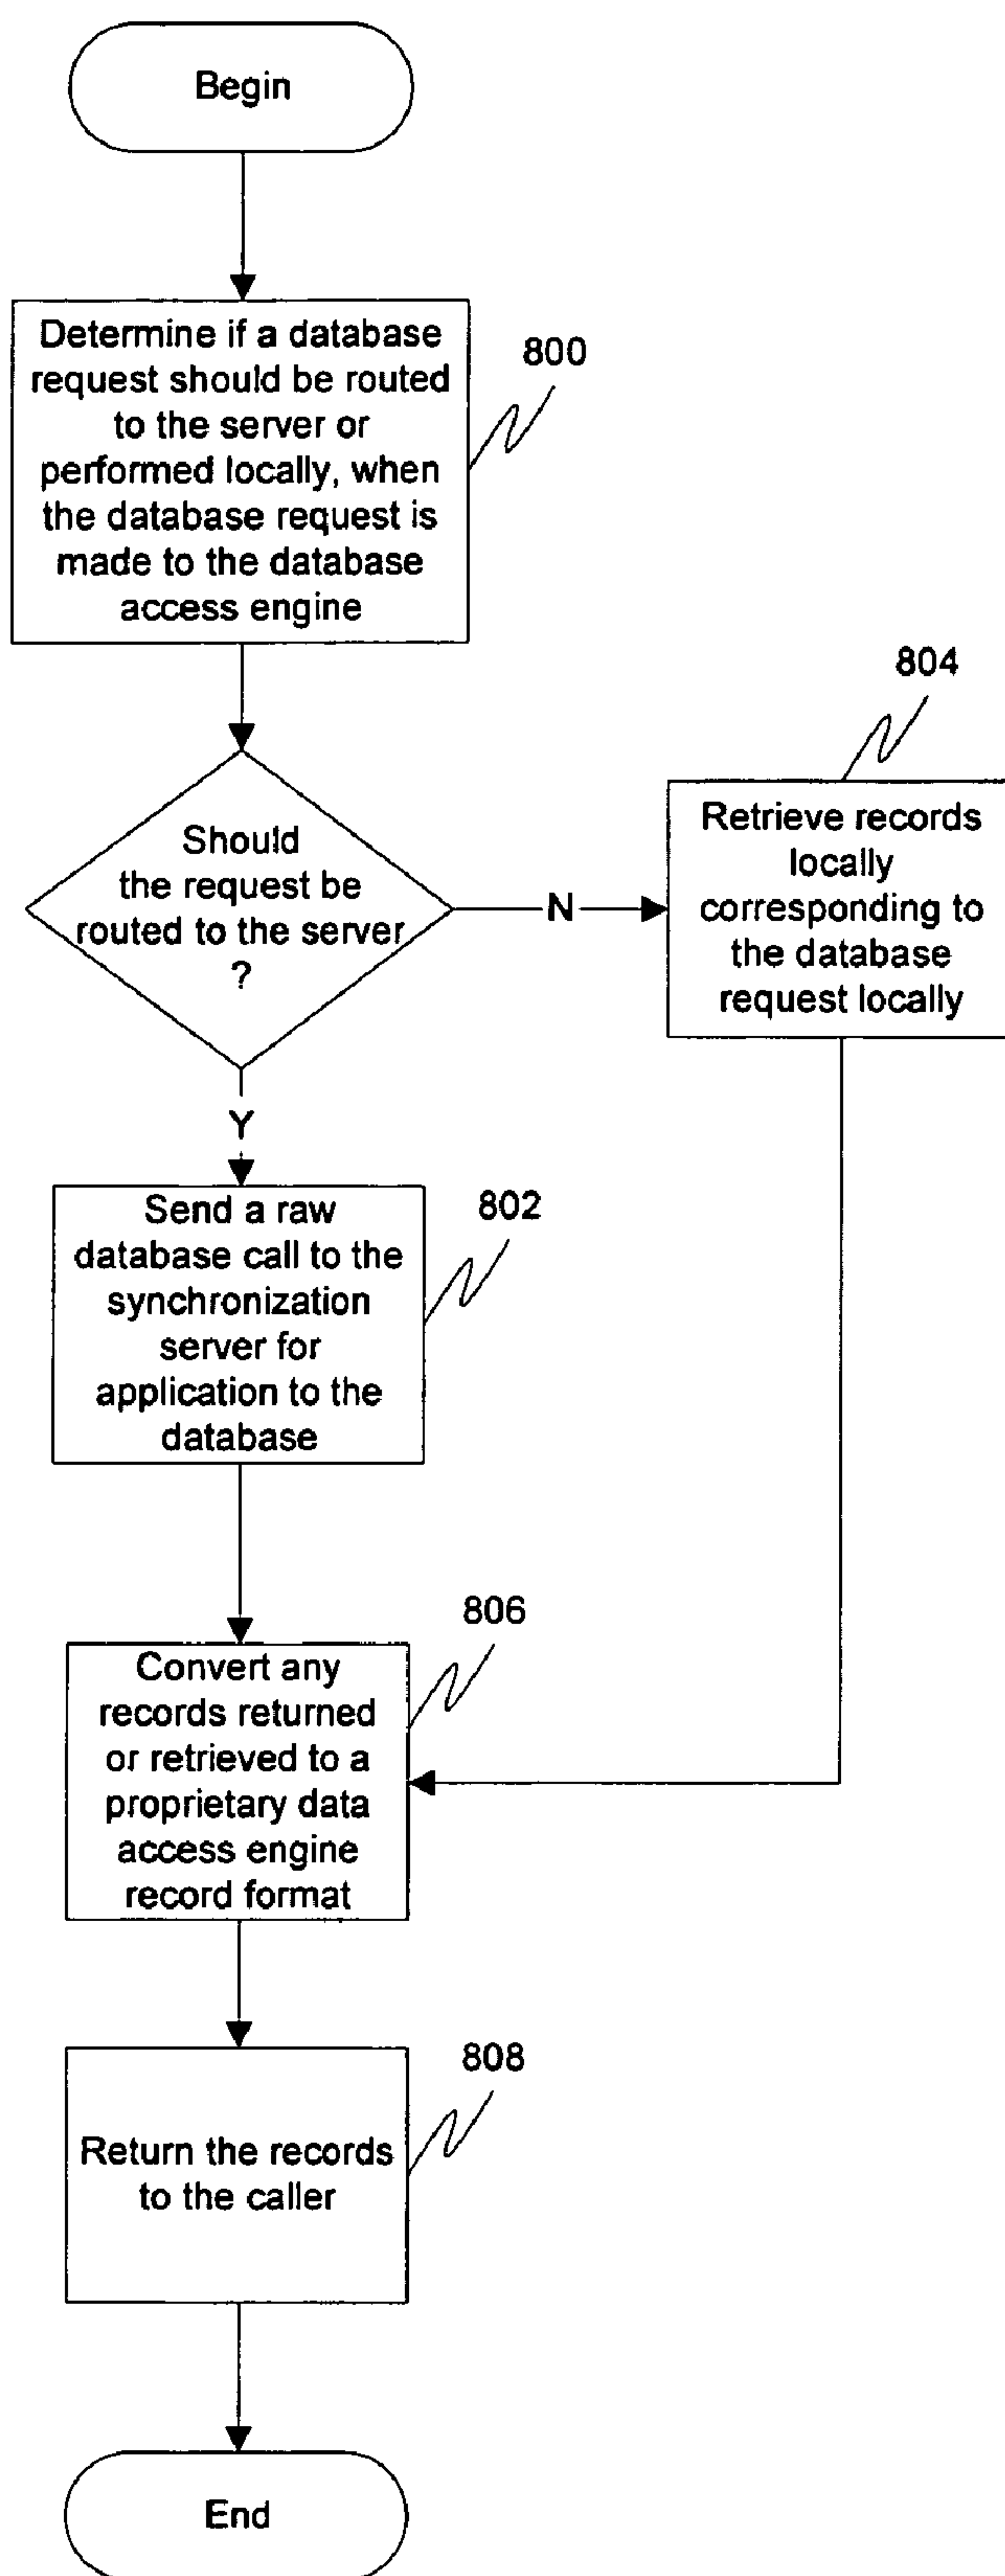 Begin
Determine if a database
request should be routed
to the server or
performed locally, when
the database request is
made to the database
access engine
800
Should
the request be
routed to the server
?
N
804
Retrieve records
locally
corresponding to
the database
request locally
Y
802
Send a raw
database call to the
synchronization
server for
application to the
database
806
Convert any
records returned
or retrieved to a
proprietary data
access engine
record format
808
Return the records
to the caller
End